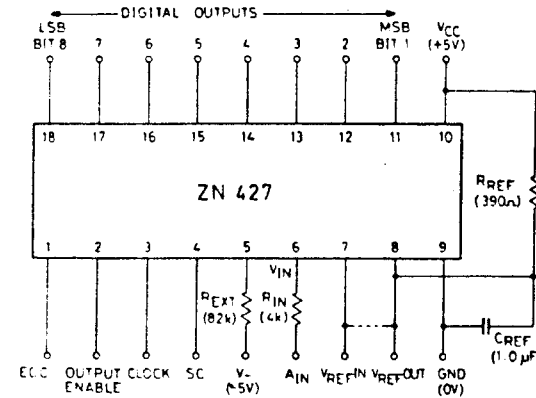 DIGITAL OUTPUTS
LSB MSB VCC
BIT 8 7 6 5 4 3 2 BIT 1 (+5V)
18 17 16 15 14 13 12 11 10
RREF
(390Ω)
ZN 427
1 2 3 4 5 6 7 8 9
VIN
REXT RIN
(82k) (4k)
CREF
(1.0 µF
EOC OUTPUT CLOCK SC V- AIN VREF IN VREF OUT GND
ENABLE (-5V) (0V)